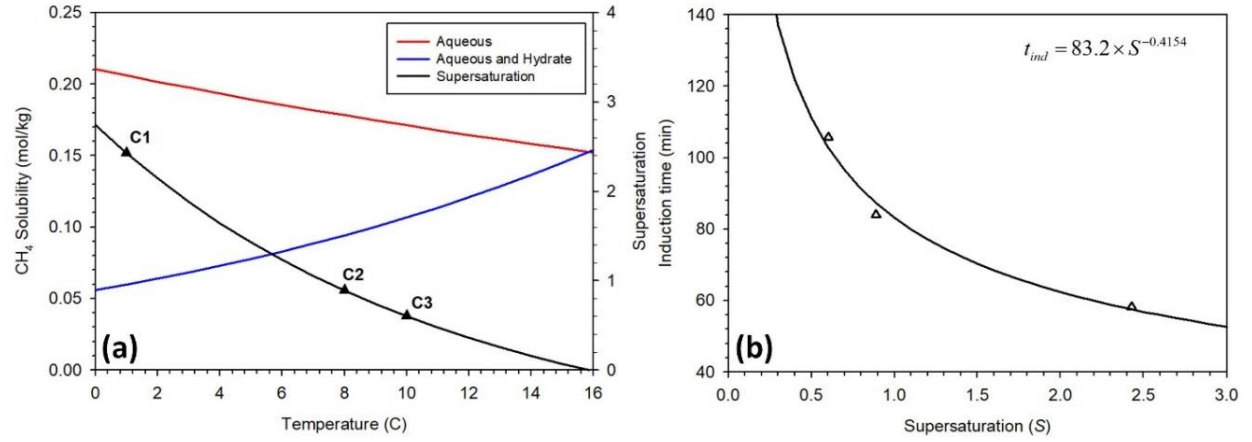 0.25
0.20
0.15
0.10
0.05
0.00
CH4 Solubility (mol/kg)
4
3
2
1
0
Supersaturation
Aqueous
Aqueous and Hydrate
Supersaturation
C1
C2
C3
(a)
0 2 4 6 8 10 12 14 16
Temperature (C)
140
120
100
80
60
40
Induction time (min)
t_ind = 83.2 × S^−0.4154
(b)
0.0 0.5 1.0 1.5 2.0 2.5 3.0
Supersaturation (S)